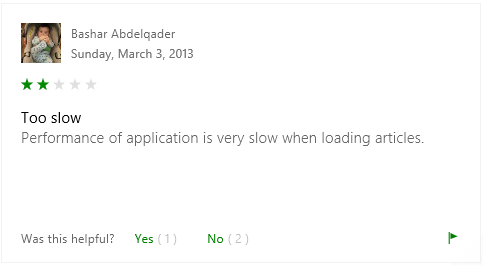 Bashar Abdelqader
Sunday, March 3, 2013
Too slow
Performance of application is very slow when loading articles.
Was this helpful? Yes ( 1 ) No ( 2 )